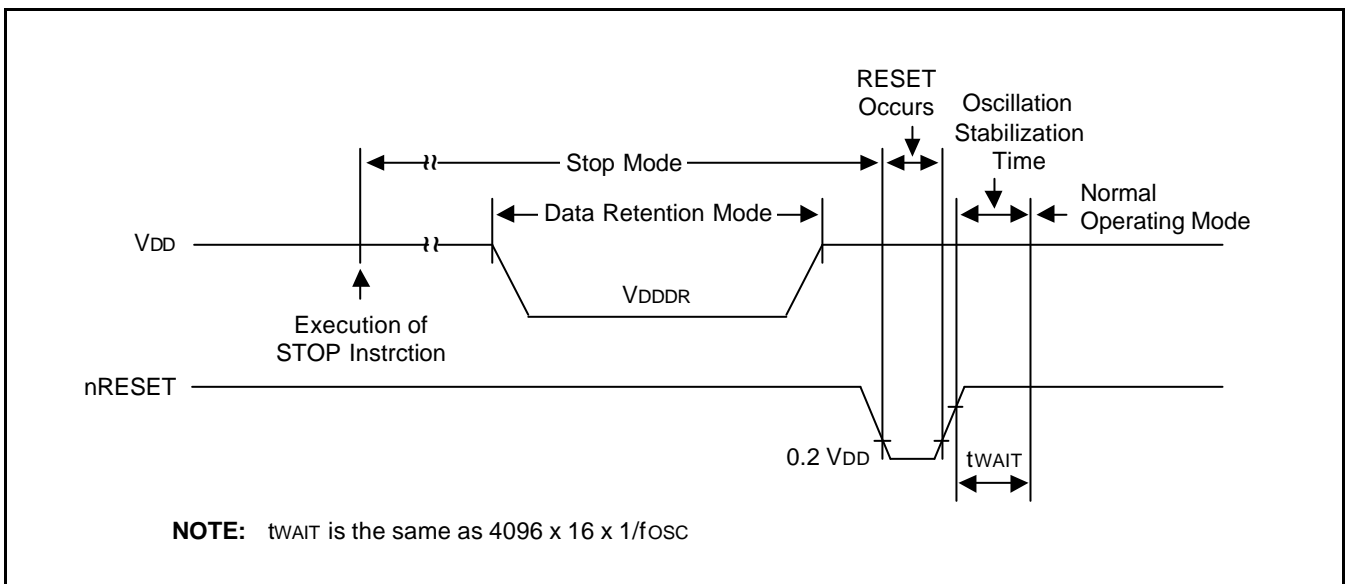 RESET
Occurs
Oscillation
Stabilization
Time
Stop Mode
Data Retention Mode
Normal
Operating Mode
VDD
VDDDR
Execution of
STOP Instrction
nRESET
0.2 VDD
tWAIT
NOTE: tWAIT is the same as 4096 x 16 x 1/fOSC